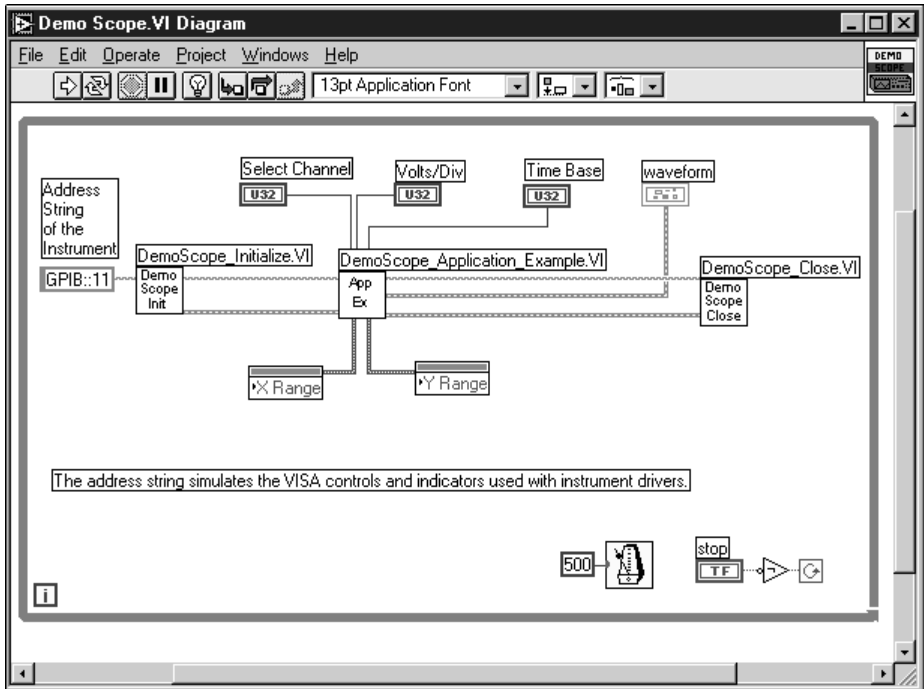 Demo Scope.VI Diagram
File Edit Operate Project Windows Help
DEMO
SCOPE
13pt Application Font
Select Channel
U32
Volts/Div
U32
Time Base
U32
waveform
Address
String
of the
Instrument
GPIB::11
DemoScope_Initialize.VI
Demo
Scope
Init
DemoScope_Application_Example.VI
App
Ex
DemoScope_Close.VI
Demo
Scope
Close
X Range
Y Range
The address string simulates the VISA controls and indicators used with instrument drivers.
500
stop
TF
i